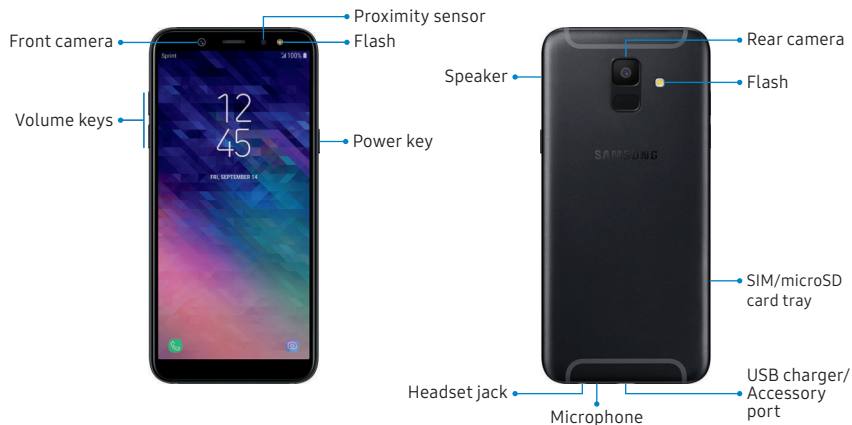 Proximity sensor
Front camera
Flash
Sprint
100%
Volume keys
12
45
Power key
FRI, SEPTEMBER 14
Rear camera
Speaker
Flash
SAMSUNG
SIM/microSD
card tray
Headset jack
Microphone
USB charger/
Accessory
port